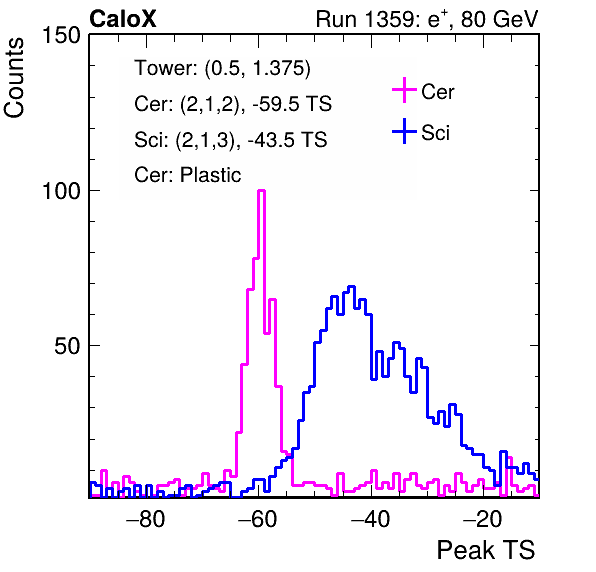 CaloX Run 1359: e⁺, 80 GeV
150
Counts
Tower: (0.5, 1.375)
Cer: (2,1,2), -59.5 TS
Sci: (2,1,3), -43.5 TS
Cer: Plastic
Cer
Sci
100
50
−80 −60 −40 −20
Peak TS